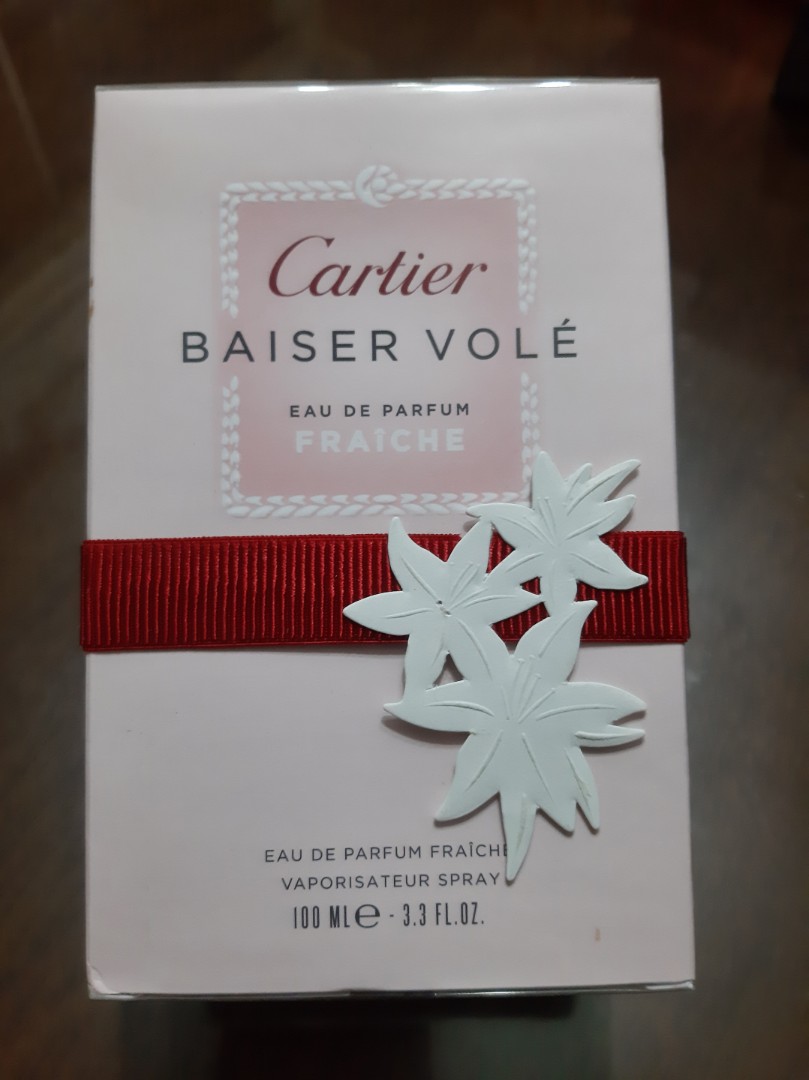 Cartier
BAISER VOLÉ
EAU DE PARFUM
FRAÎCHE
EAU DE PARFUM FRAÎCHE
VAPORISATEUR SPRAY
100 ML ℮ - 3.3 FL.OZ.